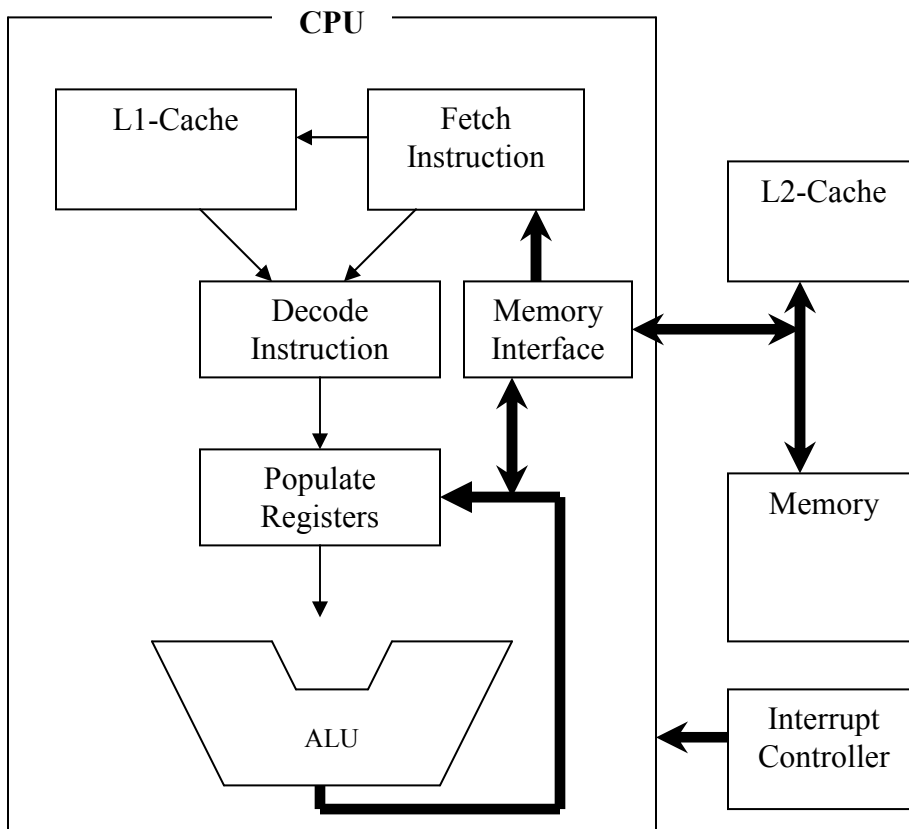 CPU
L1-Cache
Fetch
Instruction
L2-Cache
Decode
Instruction
Memory
Interface
Populate
Registers
Memory
ALU
Interrupt
Controller